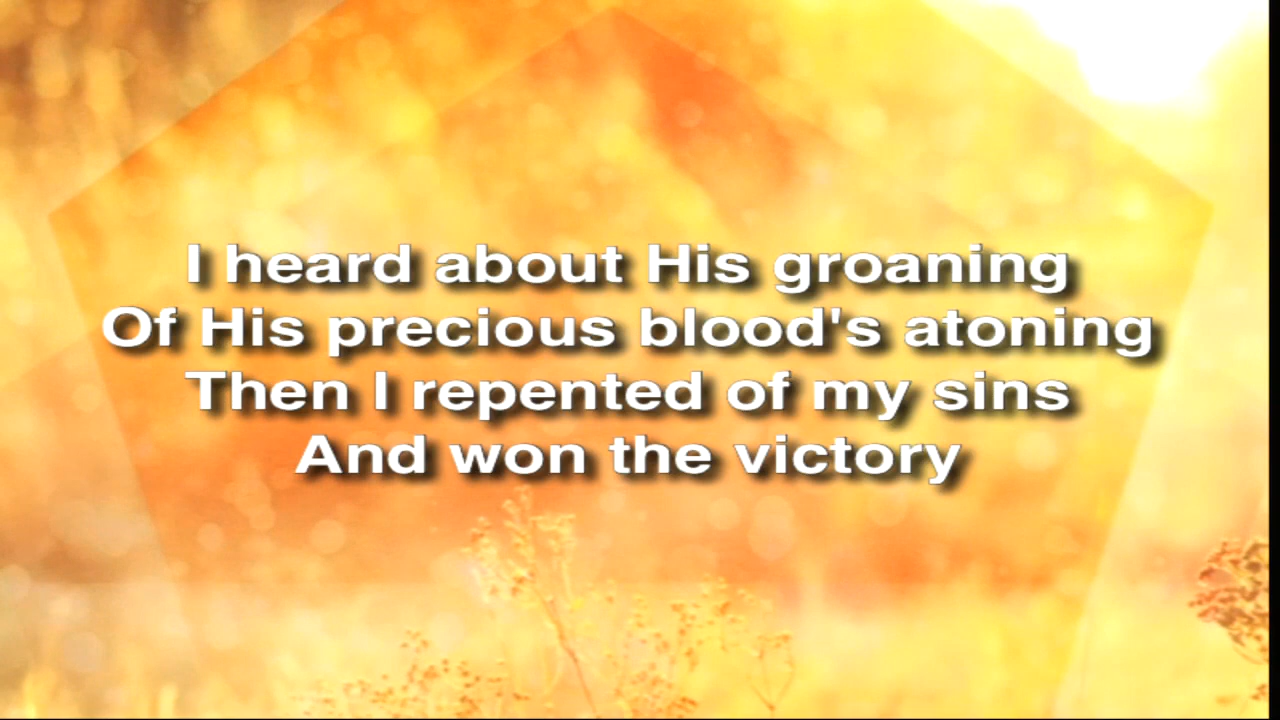 I heard about His groaning
Of His precious blood's atoning
Then I repented of my sins
And won the victory